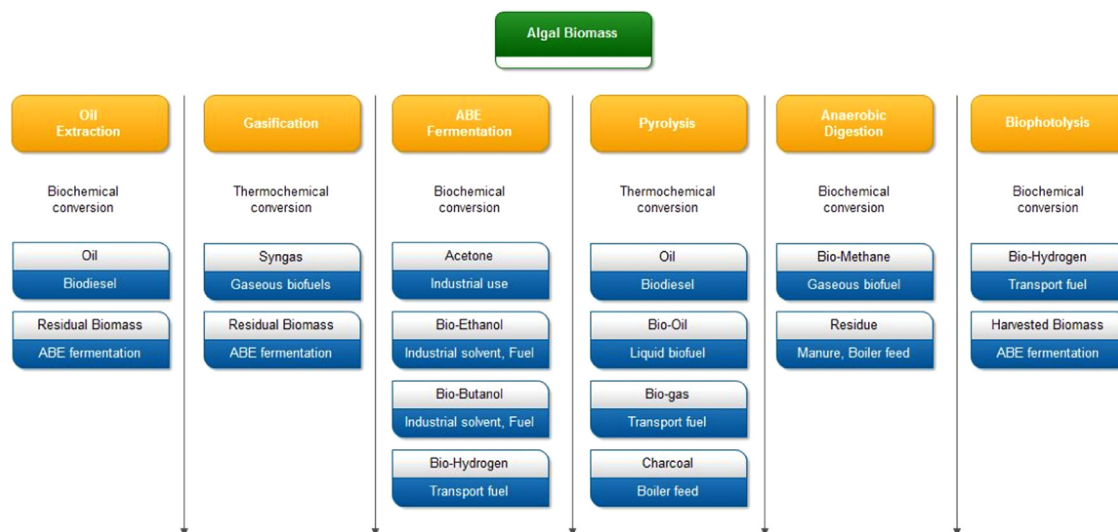 Algal Biomass
Oil
Extraction
Biochemical
conversion
Oil
Biodiesel
Residual Biomass
ABE fermentation
Gasification
Thermochemical
conversion
Syngas
Gaseous biofuels
Residual Biomass
ABE fermentation
ABE
Fermentation
Biochemical
conversion
Acetone
Industrial use
Bio-Ethanol
Industrial solvent, Fuel
Bio-Butanol
Industrial solvent, Fuel
Bio-Hydrogen
Transport fuel
Pyrolysis
Thermochemical
conversion
Oil
Biodiesel
Bio-Oil
Liquid biofuel
Bio-gas
Transport fuel
Charcoal
Boiler feed
Anaerobic
Digestion
Biochemical
conversion
Bio-Methane
Gaseous biofuel
Residue
Manure, Boiler feed
Biophotolysis
Biochemical
conversion
Bio-Hydrogen
Transport fuel
Harvested Biomass
ABE fermentation